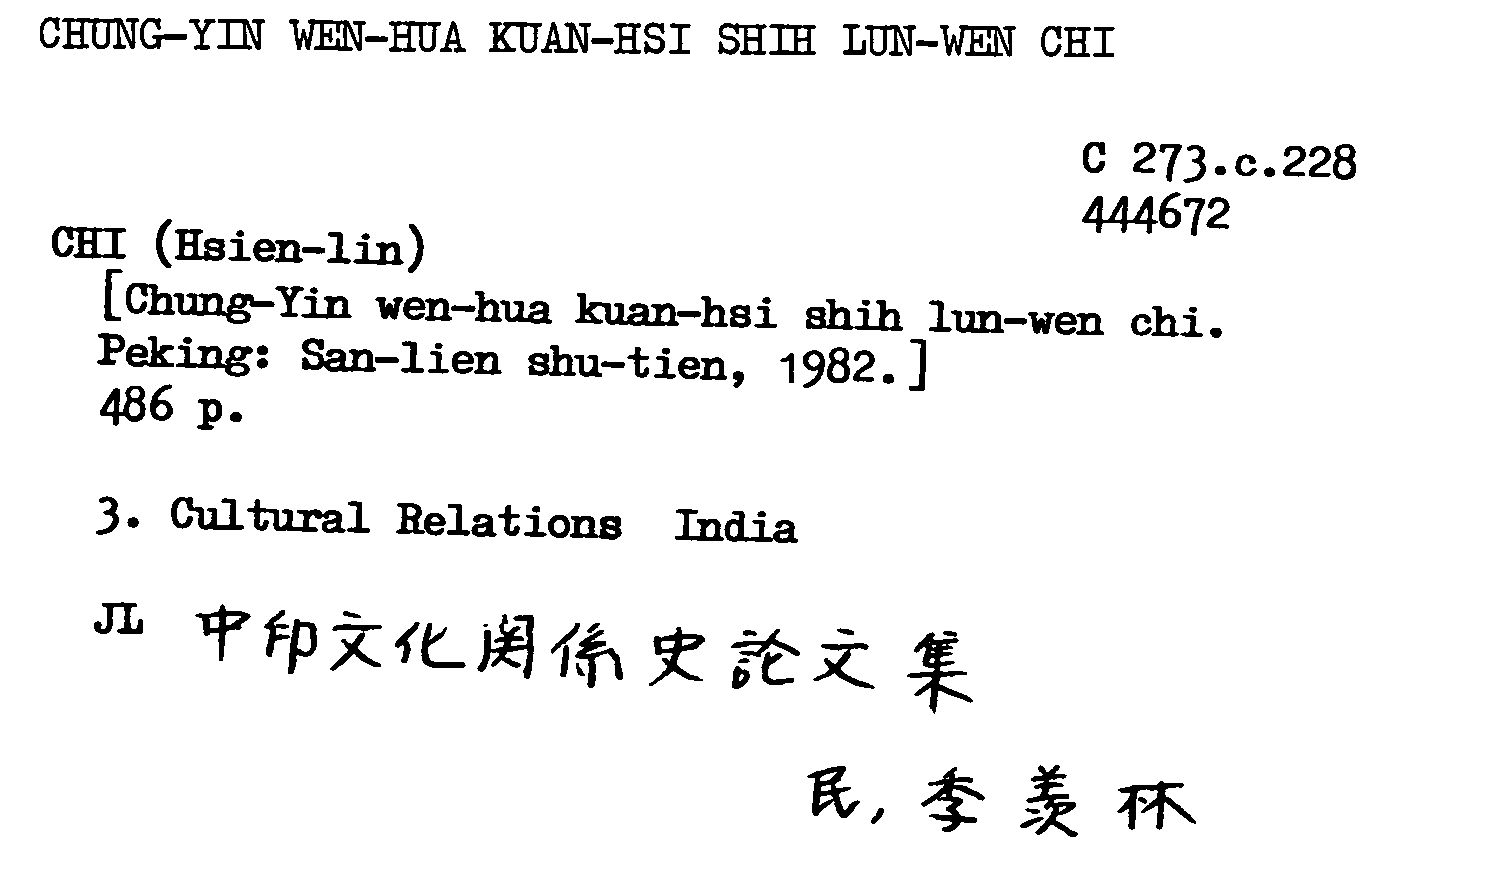 CHUNG-YIN WEN-HUA KUAN-HSI SHIH LUN-WEN CHI
C 273.c.228
444672
CHI (Hsien-lin)
[Chung-Yin wen-hua kuan-hsi shih lun-wen chi.
Peking: San-lien shu-tien, 1982.]
486 p.
3. Cultural Relations India
JL 中印文化関係史論文集
民, 季羨林